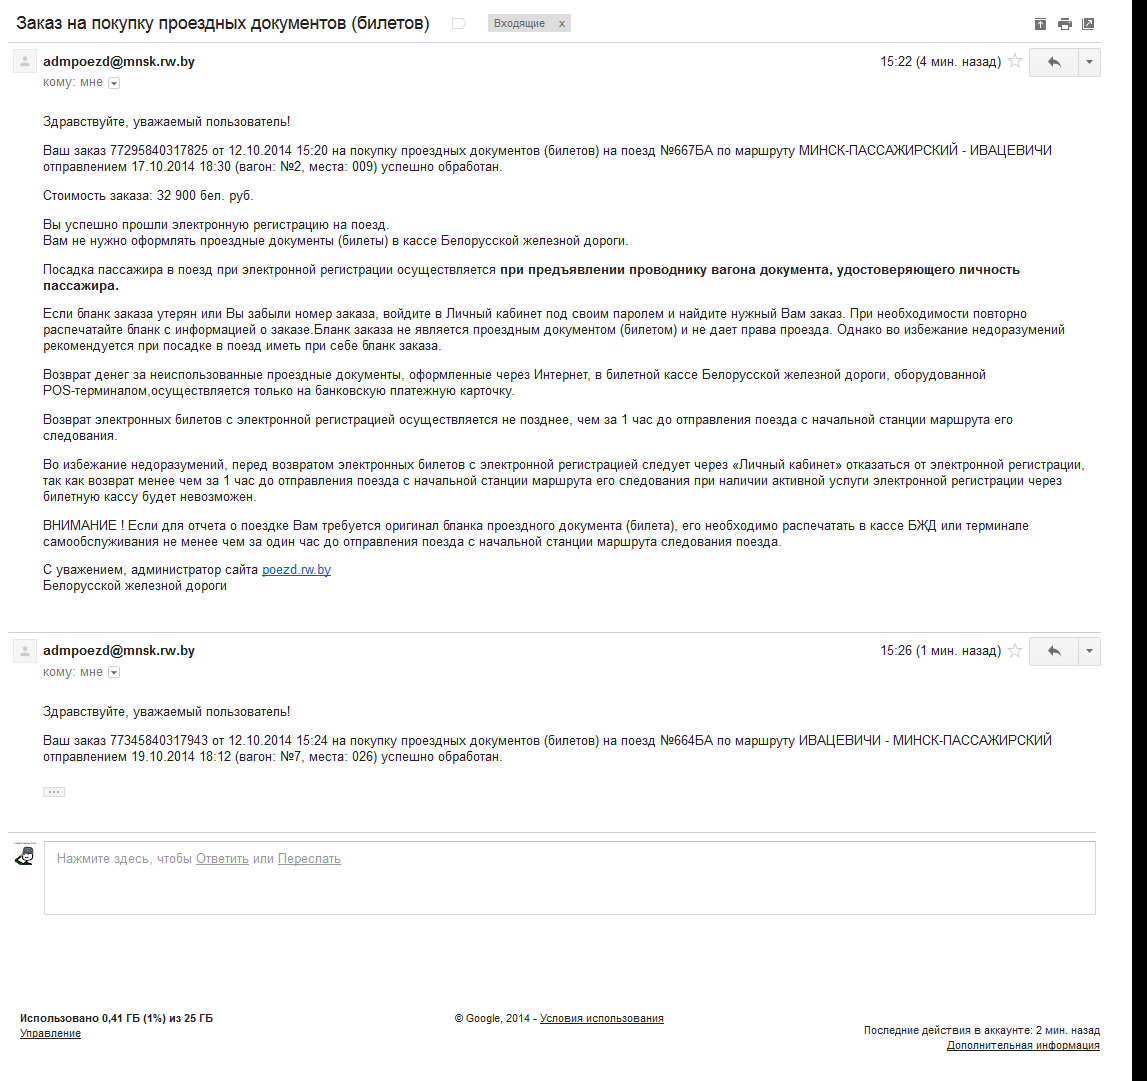 Заказ на покупку проездных документов (билетов)
Входящие x
admpoezd@mnsk.rw.by
15:22 (4 мин. назад)
кому: мне
Здравствуйте, уважаемый пользователь!
Ваш заказ 77295840317825 от 12.10.2014 15:20 на покупку проездных документов (билетов) на поезд №667БА по маршруту МИНСК-ПАССАЖИРСКИЙ - ИВАЦЕВИЧИ
отправлением 17.10.2014 18:30 (вагон: №2, места: 009) успешно обработан.
Стоимость заказа: 32 900 бел. руб.
Вы успешно прошли электронную регистрацию на поезд.
Вам не нужно оформлять проездные документы (билеты) в кассе Белорусской железной дороги.
Посадка пассажира в поезд при электронной регистрации осуществляется при предъявлении проводнику вагона документа, удостоверяющего личность
пассажира.
Если бланк заказа утерян или Вы забыли номер заказа, войдите в Личный кабинет под своим паролем и найдите нужный Вам заказ. При необходимости повторно
распечатайте бланк с информацией о заказе.Бланк заказа не является проездным документом (билетом) и не дает права проезда. Однако во избежание недоразумений
рекомендуется при посадке в поезд иметь при себе бланк заказа.
Возврат денег за неиспользованные проездные документы, оформленные через Интернет, в билетной кассе Белорусской железной дороги, оборудованной
POS-терминалом,осуществляется только на банковскую платежную карточку.
Возврат электронных билетов с электронной регистрацией осуществляется не позднее, чем за 1 час до отправления поезда с начальной станции маршрута его
следования.
Во избежание недоразумений, перед возвратом электронных билетов с электронной регистрацией следует через «Личный кабинет» отказаться от электронной регистрации,
так как возврат менее чем за 1 час до отправления поезда с начальной станции маршрута его следования при наличии активной услуги электронной регистрации через
билетную кассу будет невозможен.
ВНИМАНИЕ ! Если для отчета о поездке Вам требуется оригинал бланка проездного документа (билета), его необходимо распечатать в кассе БЖД или терминале
самообслуживания не менее чем за один час до отправления поезда с начальной станции маршрута следования поезда.
С уважением, администратор сайта poezd.rw.by
Белорусской железной дороги
admpoezd@mnsk.rw.by
15:26 (1 мин. назад)
кому: мне
Здравствуйте, уважаемый пользователь!
Ваш заказ 77345840317943 от 12.10.2014 15:24 на покупку проездных документов (билетов) на поезд №664БА по маршруту ИВАЦЕВИЧИ - МИНСК-ПАССАЖИРСКИЙ
отправлением 19.10.2014 18:12 (вагон: №7, места: 026) успешно обработан.
Нажмите здесь, чтобы Ответить или Переслать
Использовано 0,41 ГБ (1%) из 25 ГБ
Управление
© Google, 2014 - Условия использования
Последние действия в аккаунте: 2 мин. назад
Дополнительная информация